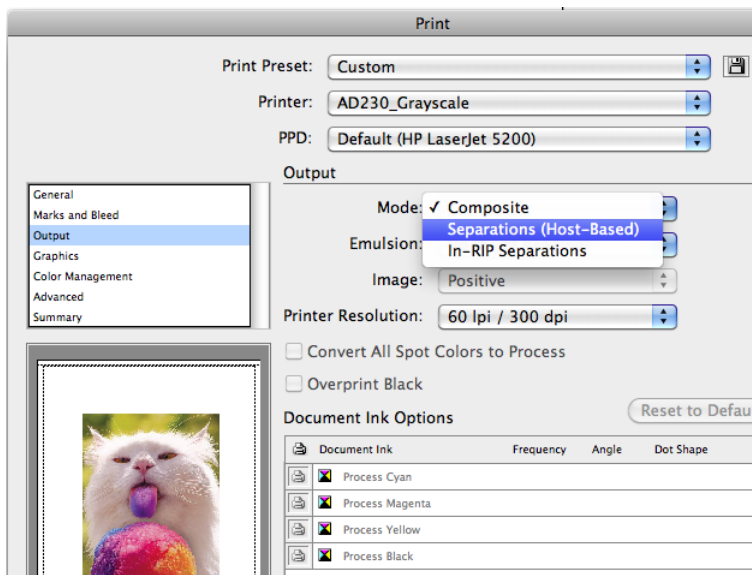 Print
Print Preset: Custom
Printer: AD230_Grayscale
PPD: Default (HP LaserJet 5200)
General
Marks and Bleed
Output
Graphics
Color Management
Advanced
Summary
Output
Mode: ✓ Composite
Separations (Host-Based)
In-RIP Separations
Emulsion:
Image: Positive
Printer Resolution: 60 lpi / 300 dpi
Convert All Spot Colors to Process
Overprint Black
Document Ink Options
Reset to Defau
Document Ink Frequency Angle Dot Shape
Process Cyan
Process Magenta
Process Yellow
Process Black